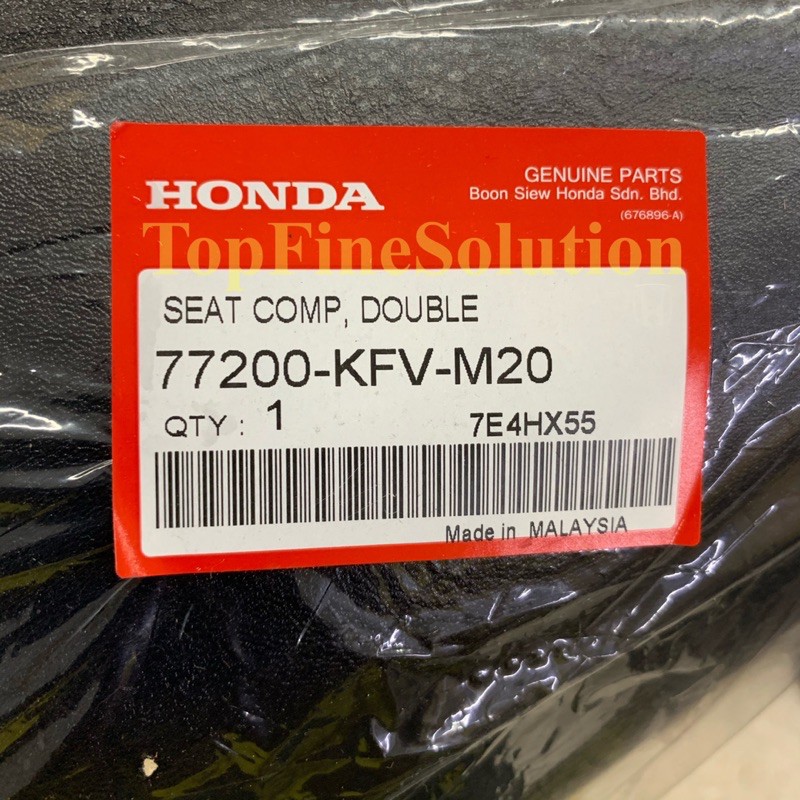 HONDA
GENUINE PARTS
Boon Siew Honda Sdn. Bhd.
(676896-A)
TopFineSolution
SEAT COMP, DOUBLE
77200-KFV-M20
QTY : 1 7E4HX55
Made in MALAYSIA